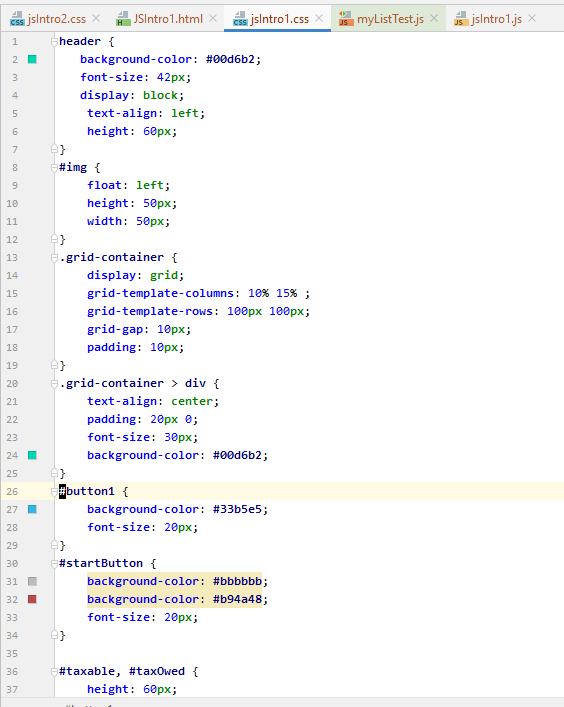 jsIntro2.css JSIntro1.html jsIntro1.css myListTest.js jsIntro1.js
1 header {
2 background-color: #00d6b2;
3 font-size: 42px;
4 display: block;
5 text-align: left;
6 height: 60px;
7 }
8 #img {
9 float: left;
10 height: 50px;
11 width: 50px;
12 }
13 .grid-container {
14 display: grid;
15 grid-template-columns: 10% 15% ;
16 grid-template-rows: 100px 100px;
17 grid-gap: 10px;
18 padding: 10px;
19 }
20 .grid-container > div {
21 text-align: center;
22 padding: 20px 0;
23 font-size: 30px;
24 background-color: #00d6b2;
25 }
26 #button1 {
27 background-color: #33b5e5;
28 font-size: 20px;
29 }
30 #startButton {
31 background-color: #bbbbbb;
32 background-color: #b94a48;
33 font-size: 20px;
34 }
35
36 #taxable, #taxOwed {
37 height: 60px;